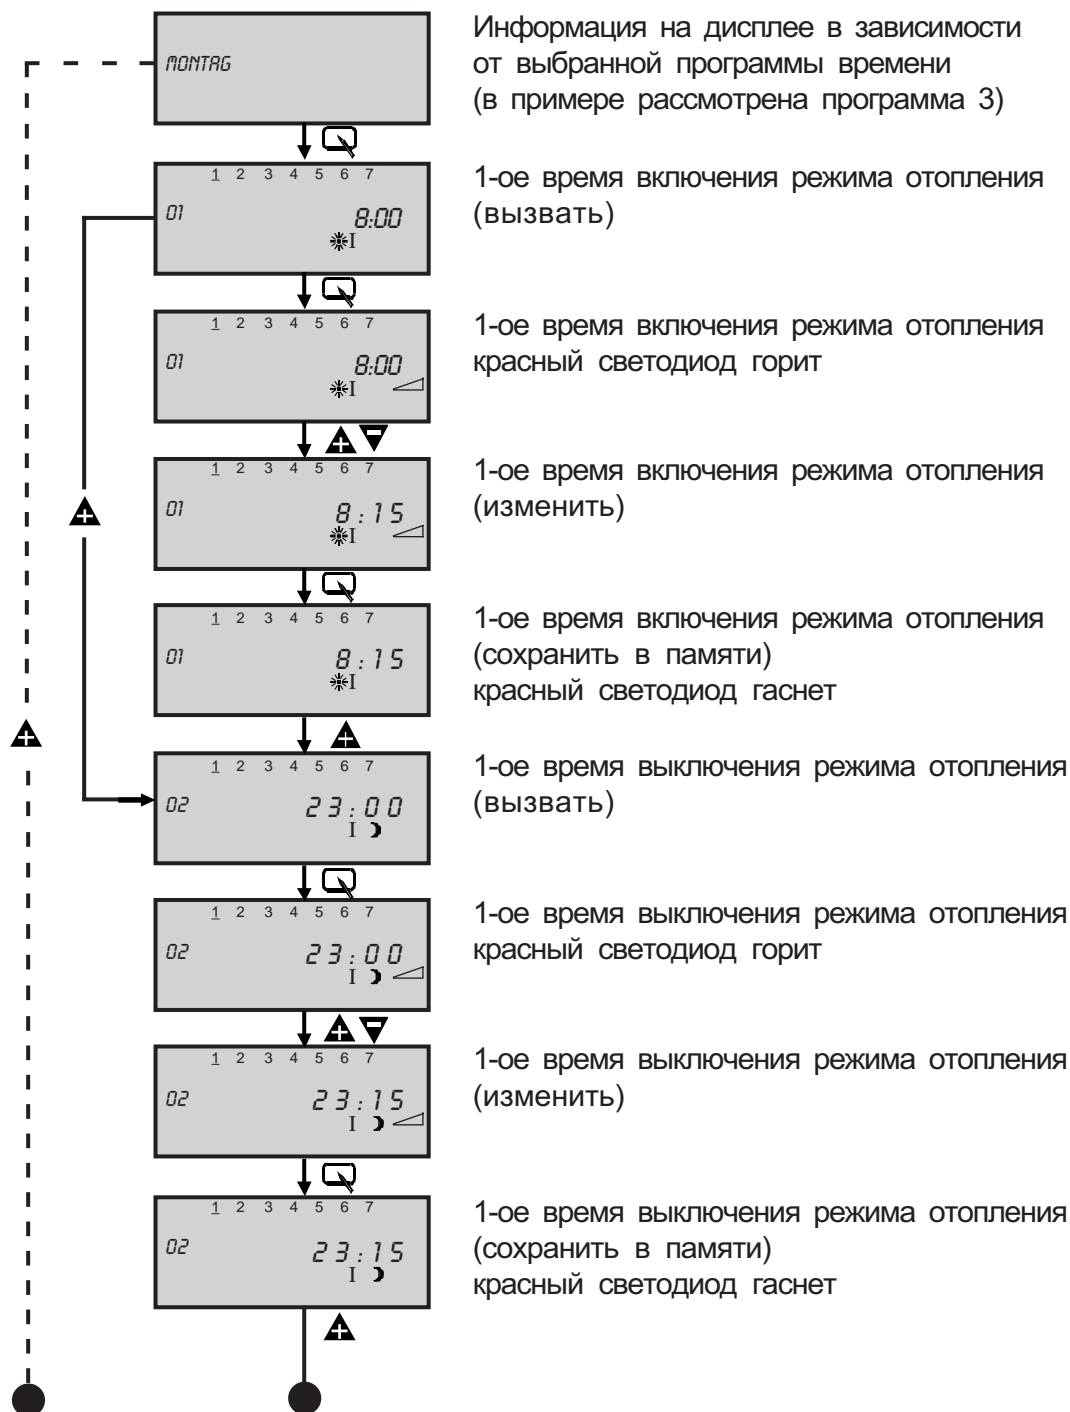 MONTAG
Информация на дисплее в зависимости
от выбранной программы времени
(в примере рассмотрена программа 3)
1 2 3 4 5 6 7
01 8:00
I
1-ое время включения режима отопления
(вызвать)
1 2 3 4 5 6 7
01 8:00
I
1-ое время включения режима отопления
красный светодиод горит
1 2 3 4 5 6 7
01 8:15
I
1-ое время включения режима отопления
(изменить)
1 2 3 4 5 6 7
01 8:15
I
1-ое время включения режима отопления
(сохранить в памяти)
красный светодиод гаснет
1 2 3 4 5 6 7
02 23:00
I
1-ое время выключения режима отопления
(вызвать)
1 2 3 4 5 6 7
02 23:00
I
1-ое время выключения режима отопления
красный светодиод горит
1 2 3 4 5 6 7
02 23:15
I
1-ое время выключения режима отопления
(изменить)
1 2 3 4 5 6 7
02 23:15
I
1-ое время выключения режима отопления
(сохранить в памяти)
красный светодиод гаснет